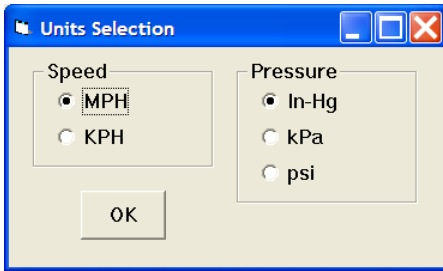 Units Selection
Speed
MPH
KPH
Pressure
In-Hg
kPa
psi
OK